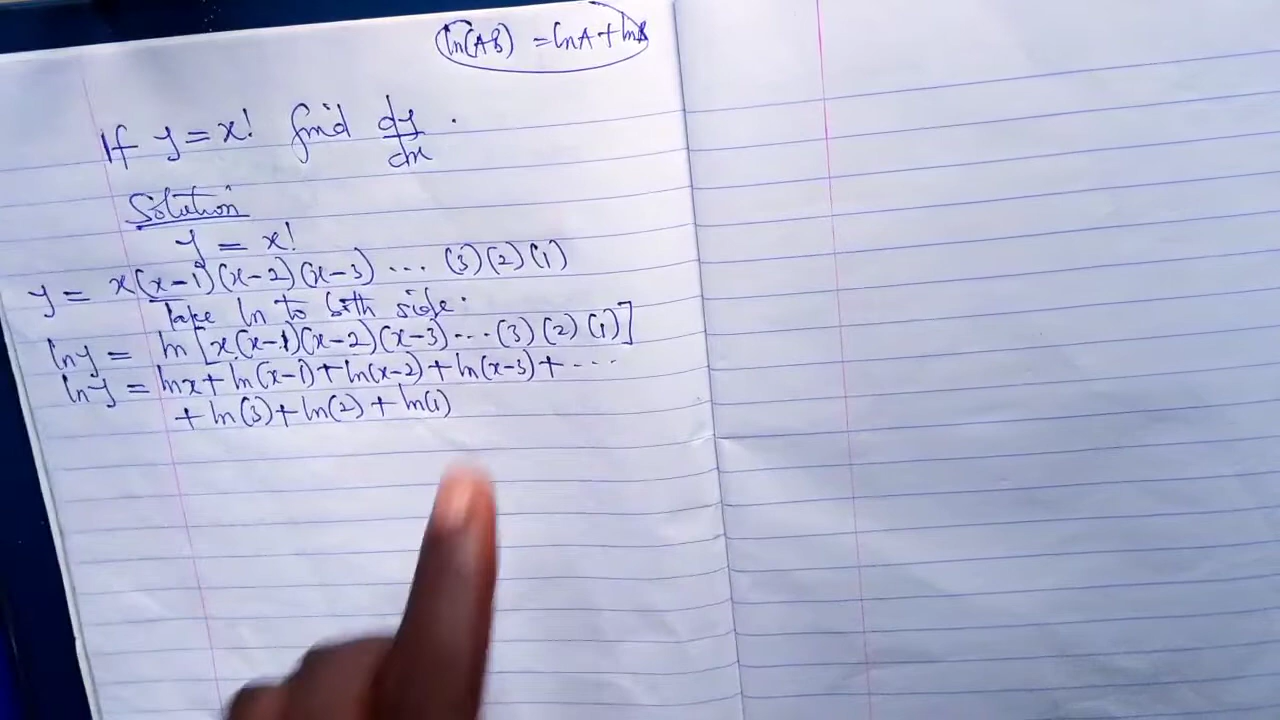 ln(AB) = lnA + lnB
If y = x! find dy/dx .
Solution
y = x!
y = x(x-1)(x-2)(x-3) ... (3)(2)(1)
Take ln to both side.
ln y = ln[x(x-1)(x-2)(x-3)...(3)(2)(1)]
ln y = lnx + ln(x-1) + ln(x-2) + ln(x-3) + ...
+ ln(3) + ln(2) + ln(1)